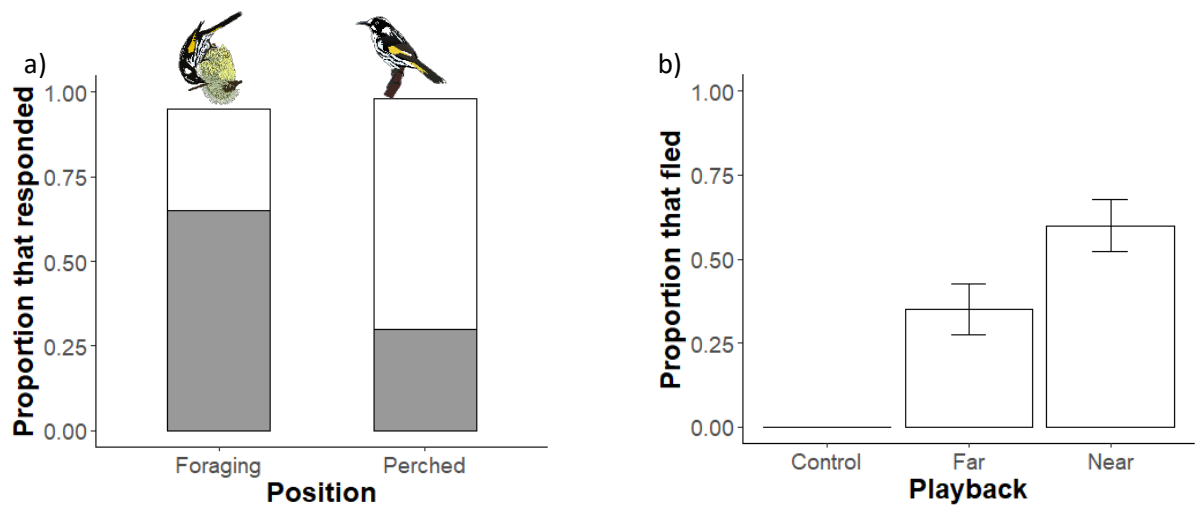 a)
Proportion that responded
1.00
0.75
0.50
0.25
0.00
Foraging Perched
Position
b)
Proportion that fled
1.00
0.75
0.50
0.25
0.00
Control Far Near
Playback